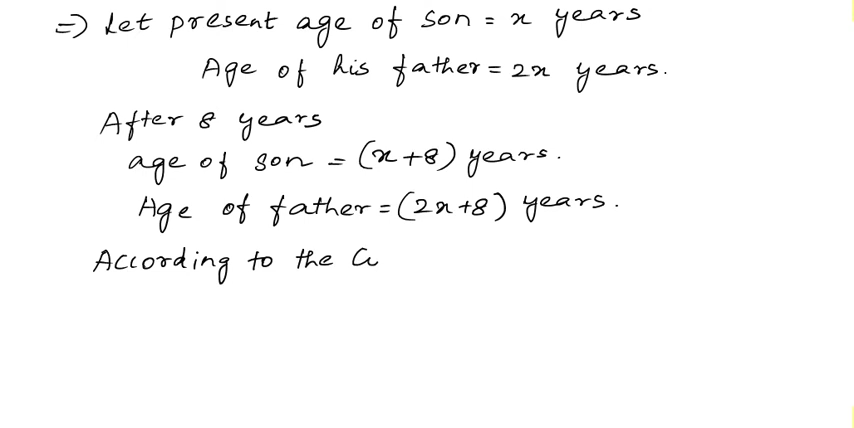 ⇒ Let present age of son = x years
Age of his father = 2x years.
After 8 years
age of son = (x+8) years.
Age of father = (2x+8) years.
According to the